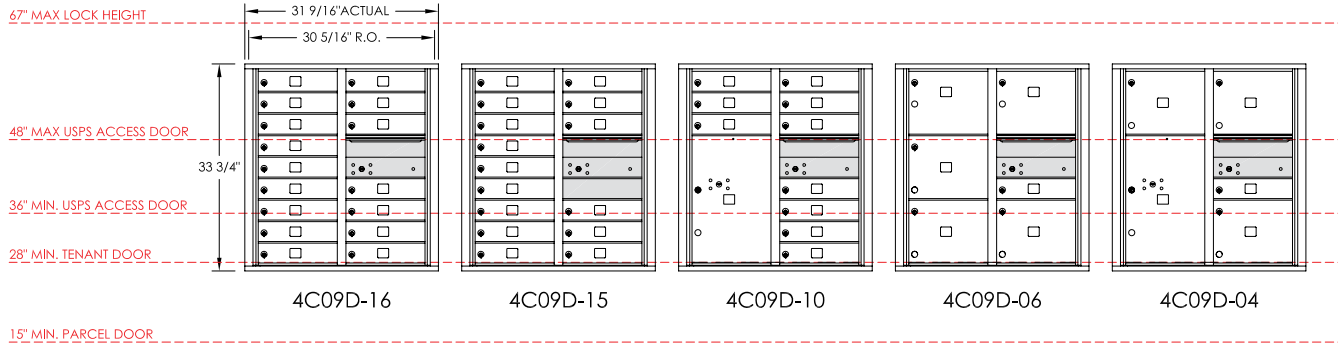 67" MAX LOCK HEIGHT
31 9/16"ACTUAL
30 5/16" R.O.
48" MAX USPS ACCESS DOOR
33 3/4"
36" MIN. USPS ACCESS DOOR
28" MIN. TENANT DOOR
4C09D-16
4C09D-15
4C09D-10
4C09D-06
4C09D-04
15" MIN. PARCEL DOOR